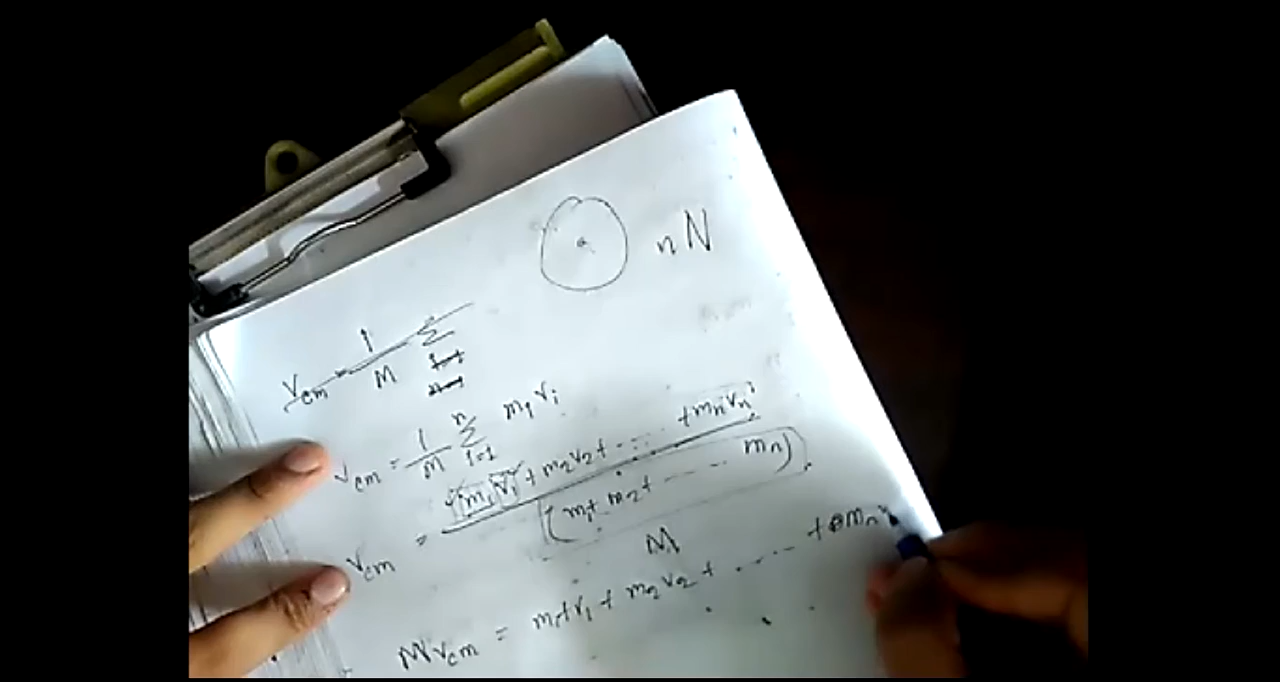 n N
V_cm = 1/M Σ
V_cm = 1/M Σ_{i=1}^{n} m_i v_i
V_cm = (m_1 v_1 + m_2 v_2 + ...... + m_n v_n) / (m_1 + m_2 + ...... m_n)
M
M V_cm = m_1 v_1 + m_2 v_2 + ...... + m_n v